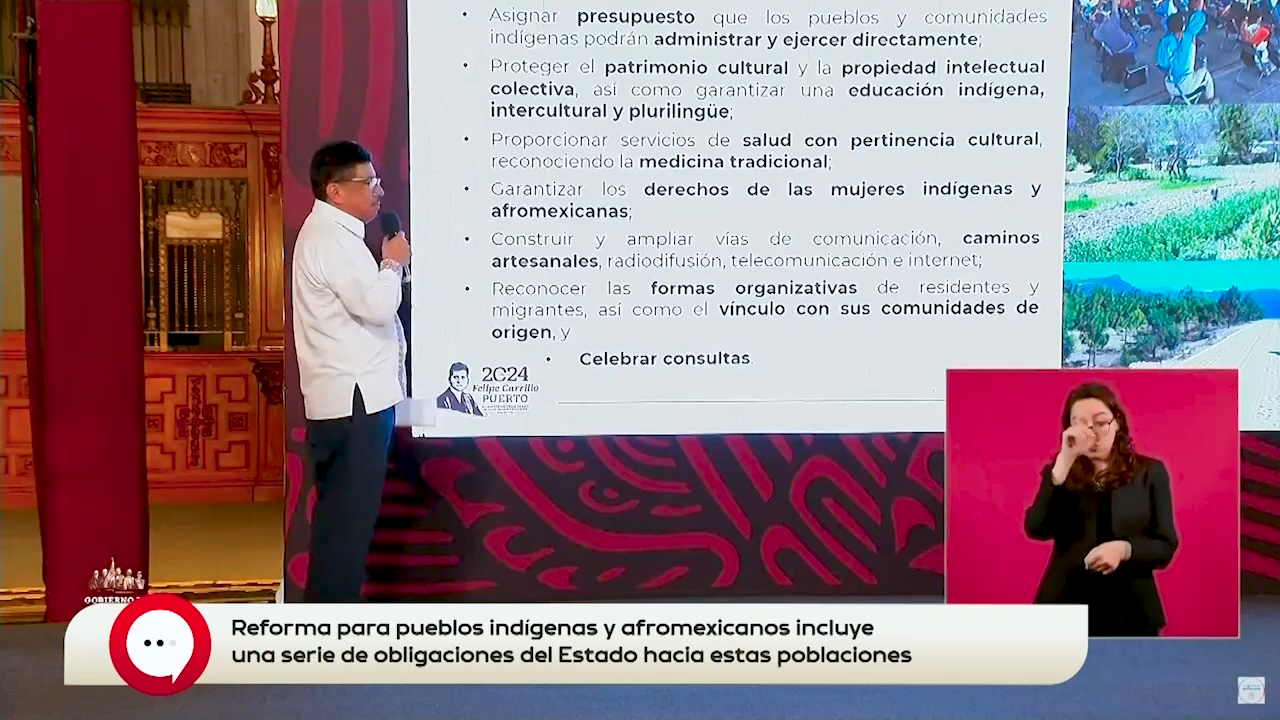 • Asignar presupuesto que los pueblos y comunidades
indígenas podrán administrar y ejercer directamente;
• Proteger el patrimonio cultural y la propiedad intelectual
colectiva, así como garantizar una educación indígena,
intercultural y plurilingüe;
• Proporcionar servicios de salud con pertinencia cultural,
reconociendo la medicina tradicional;
• Garantizar los derechos de las mujeres indígenas y
afromexicanas;
• Construir y ampliar vías de comunicación, caminos
artesanales, radiodifusión, telecomunicación e internet;
• Reconocer las formas organizativas de residentes y
migrantes, así como el vínculo con sus comunidades de
origen, y
• Celebrar consultas.
2024
Felipe Carrillo
PUERTO
GOBIERNO
Reforma para pueblos indígenas y afromexicanos incluye
una serie de obligaciones del Estado hacia estas poblaciones